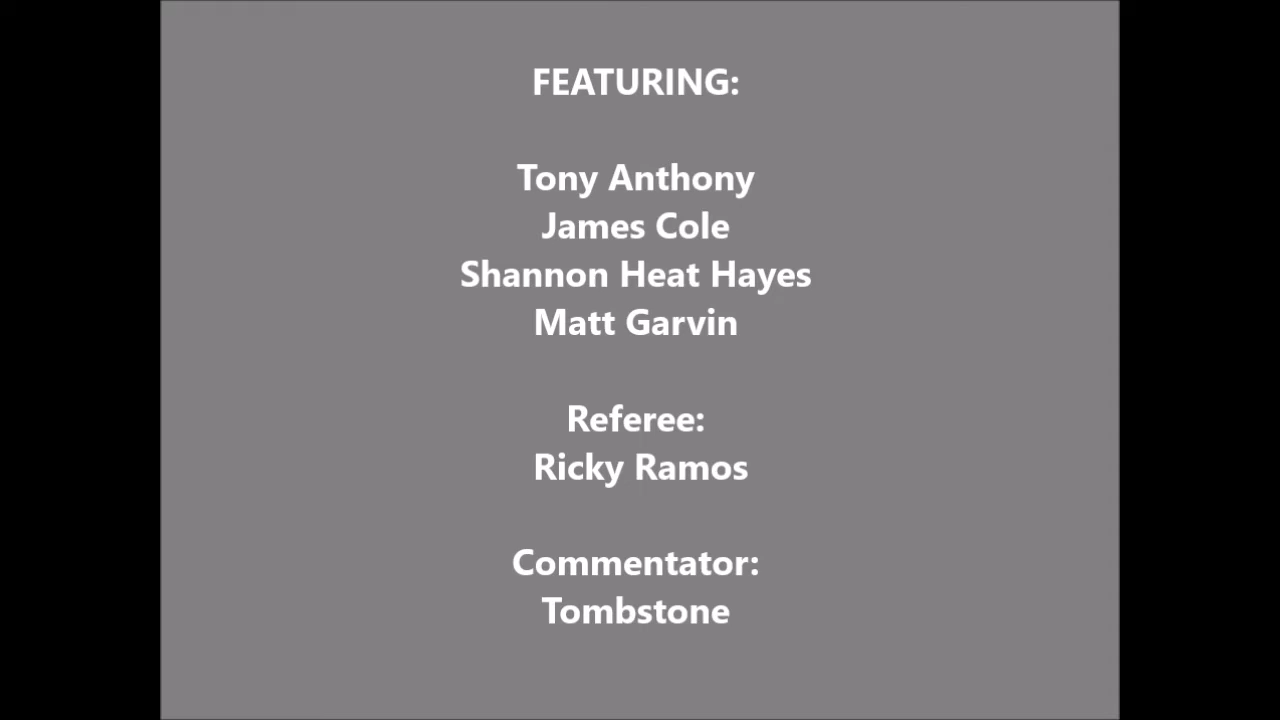 FEATURING:
Tony Anthony
James Cole
Shannon Heat Hayes
Matt Garvin
Referee:
Ricky Ramos
Commentator:
Tombstone